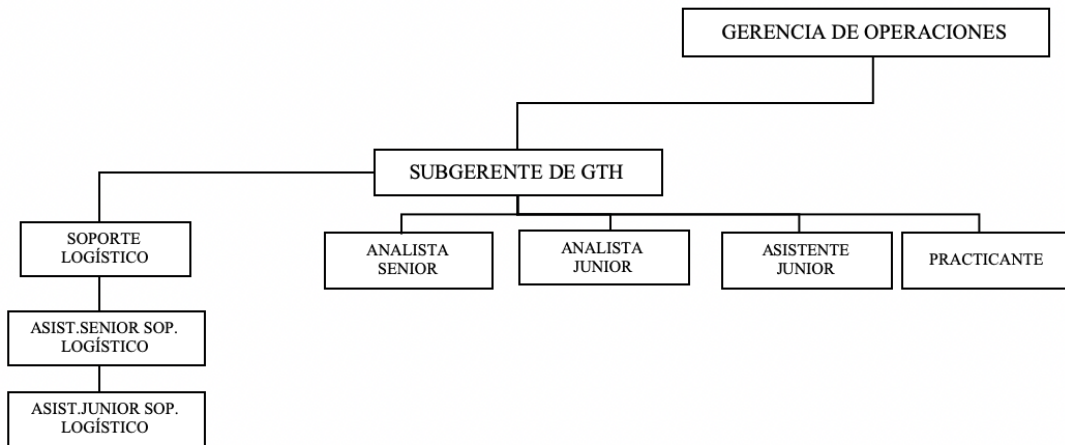 GERENCIA DE OPERACIONES
SUBGERENTE DE GTH
SOPORTE
LOGÍSTICO
ANALISTA
SENIOR
ANALISTA
JUNIOR
ASISTENTE
JUNIOR
PRACTICANTE
ASIST.SENIOR SOP.
LOGÍSTICO
ASIST.JUNIOR SOP.
LOGÍSTICO